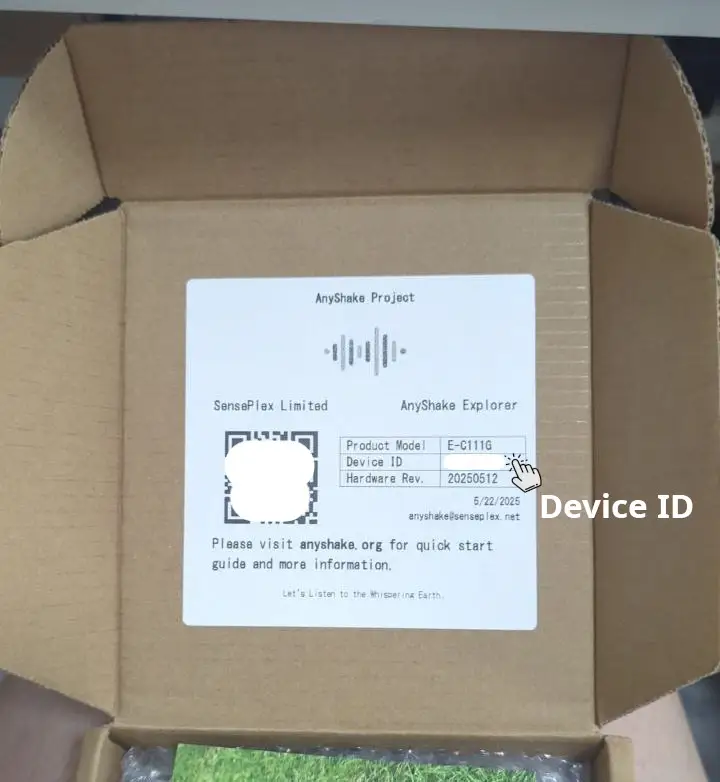 AnyShake Project
SensePlex Limited AnyShake Explorer
Product Model E-C111G
Device ID
Hardware Rev. 20250512
5/22/2025
anyshake@senseplex.net
Device ID
Please visit anyshake.org for quick start
guide and more information.
Let's Listen to the Whispering Earth.